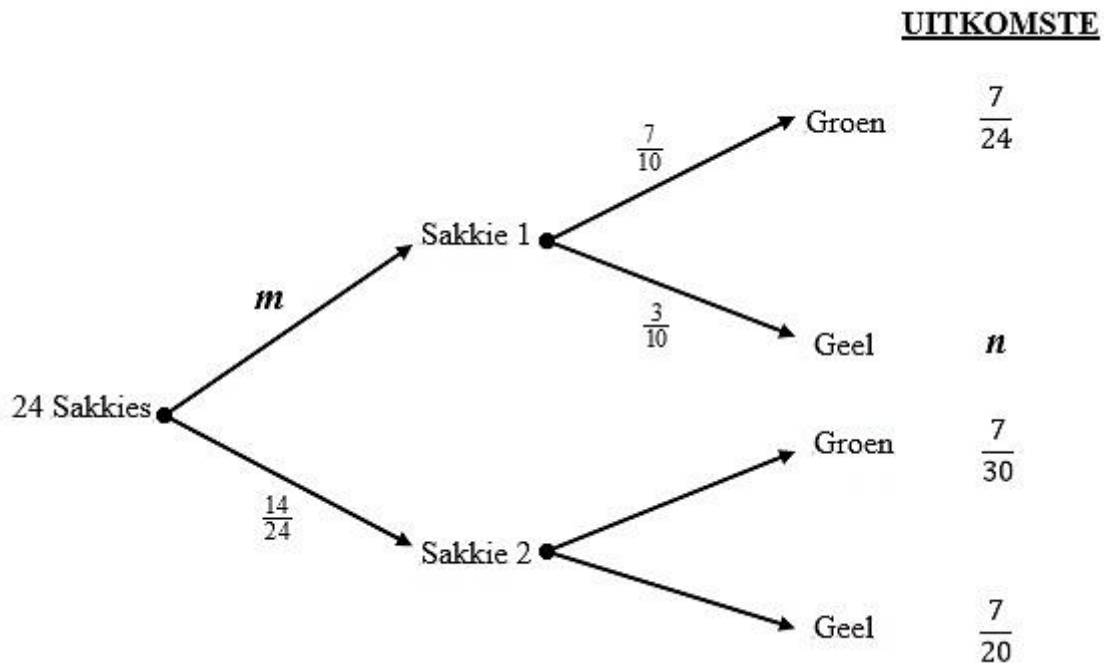 UITKOMSTE
Groen 7/24
7/10
Sakkie 1
m
3/10
Geel n
24 Sakkies
Groen 7/30
14/24
Sakkie 2
Geel 7/20